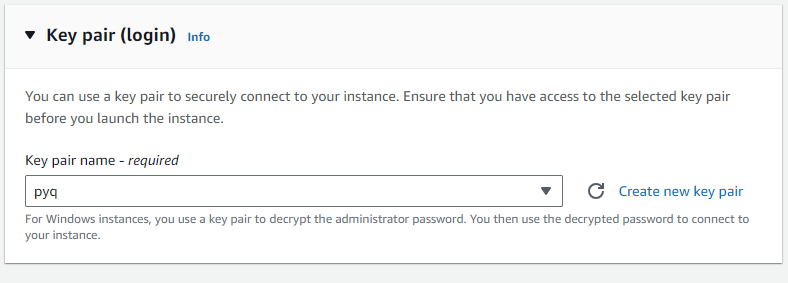 Key pair (login) Info
You can use a key pair to securely connect to your instance. Ensure that you have access to the selected key pair
before you launch the instance.
Key pair name - required
pyq
Create new key pair
For Windows instances, you use a key pair to decrypt the administrator password. You then use the decrypted password to connect to
your instance.